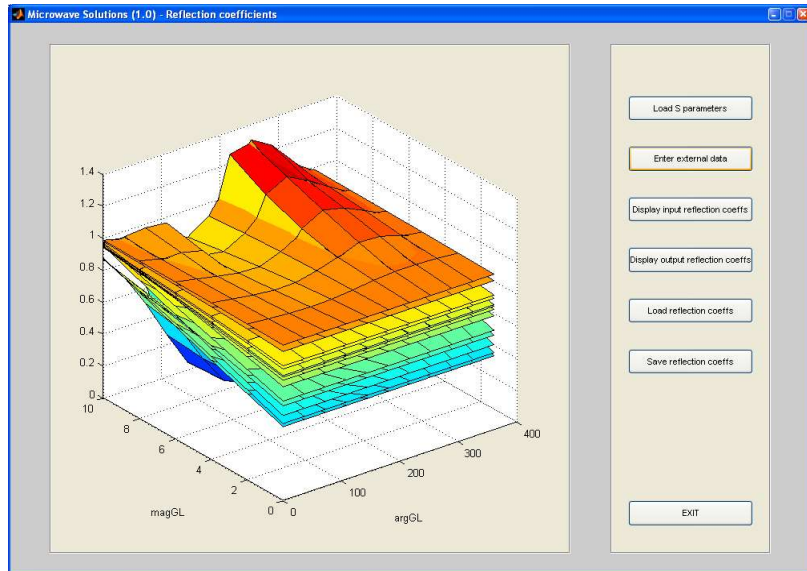 Microwave Solutions (1.0) - Reflection coefficients
1.4
1.2
1
0.8
0.6
0.4
0.2
0
10
8
6
4
2
0
0
100
200
300
400
magGL
argGL
Load S parameters
Enter external data
Display input reflection coeffs
Display output reflection coeffs
Load reflection coeffs
Save reflection coeffs
EXIT